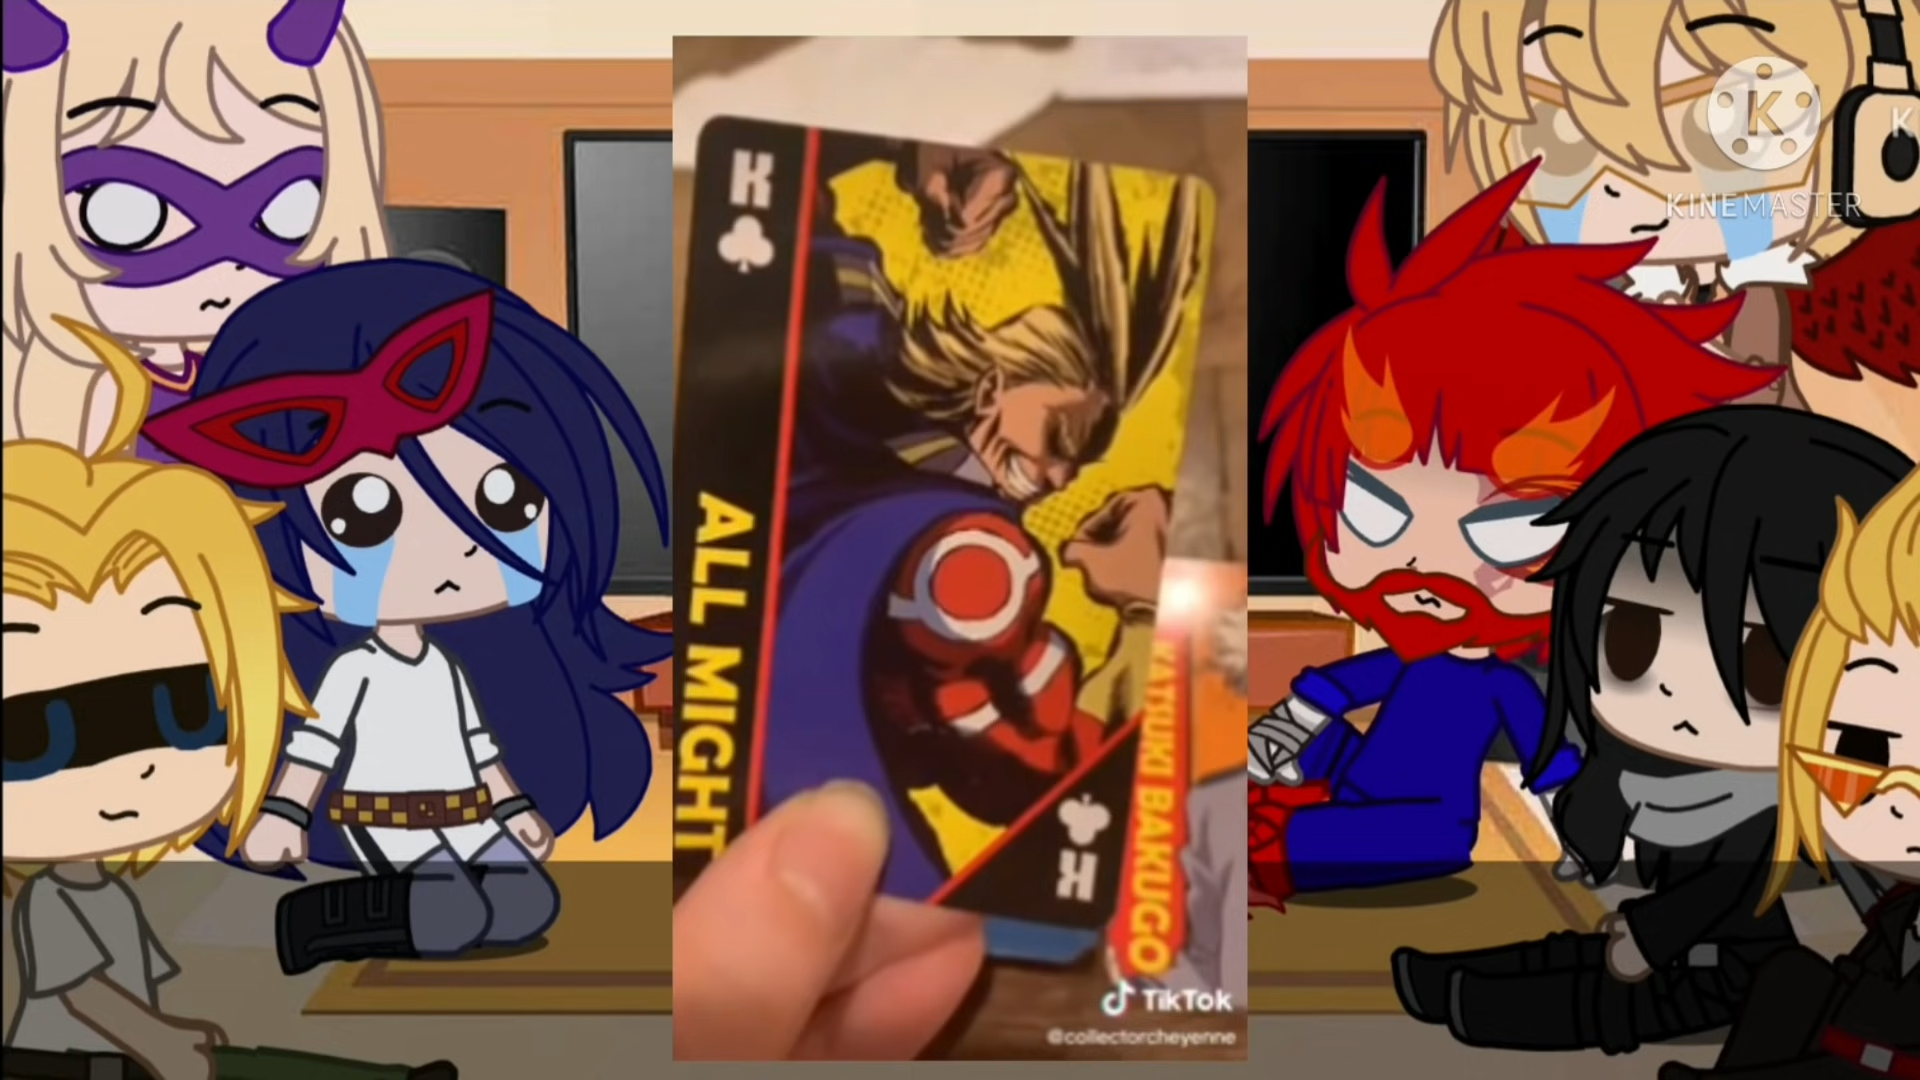 K
ALL MIGHT
KATSUKI BAKUGO
K
TikTok
@collectorcheyenne
K
KINEMASTER
K